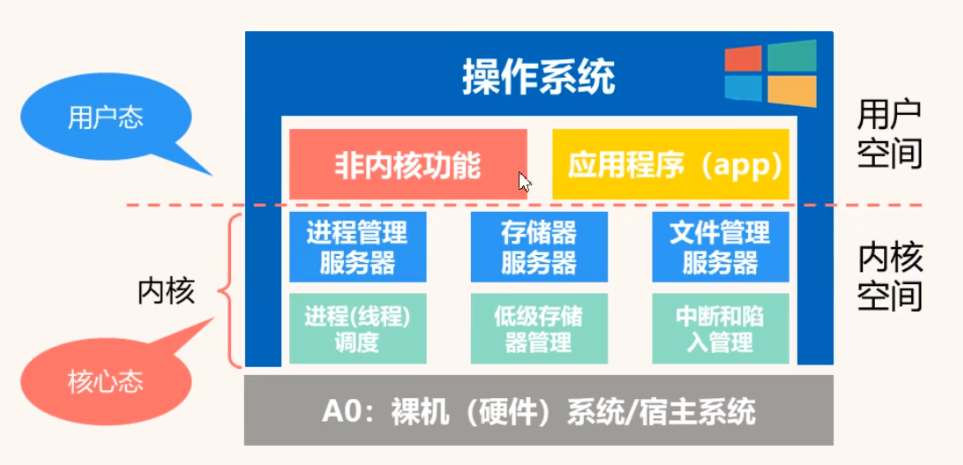 操作系统
用户态
用户
空间
非内核功能
应用程序（app）
进程管理
服务器
存储器
服务器
文件管理
服务器
内核
空间
内核
进程(线程)
调度
低级存储
器管理
中断和陷
入管理
核心态
A0：裸机（硬件）系统/宿主系统